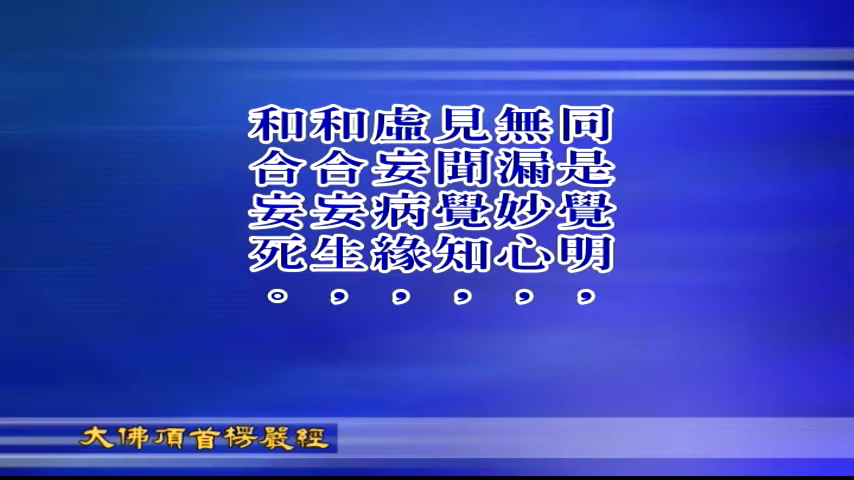 同是覺明，
無漏妙心，
見聞覺知，
虛妄病緣，
和合妄生，
和合妄死。
大佛頂首楞嚴經